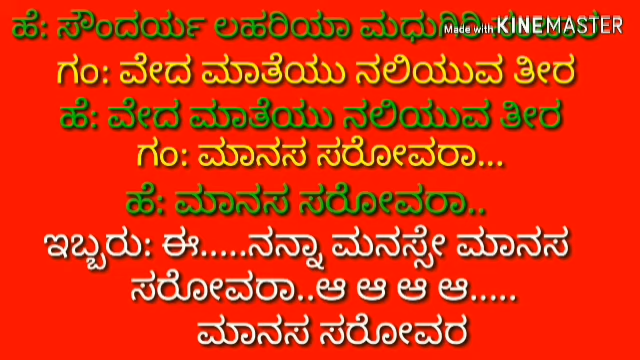 ಹೆ: ಸೌಂದರ್ಯ ಲಹರಿಯಾ
Made with KINEMASTER
ಗಂ: ವೇದ ಮಾತೆಯು ನಲಿಯುವ ತೀರ
ಹೆ: ವೇದ ಮಾತೆಯು ನಲಿಯುವ ತೀರ
ಗಂ: ಮಾನಸ ಸರೋವರಾ...
ಹೆ: ಮಾನಸ ಸರೋವರಾ..
ಇಬ್ಬರು: ಈ.....ನನ್ನಾ ಮನಸ್ಸೇ ಮಾನಸ
ಸರೋವರಾ..ಆ ಆ ಆ ಆ.....
ಮಾನಸ ಸರೋವರ